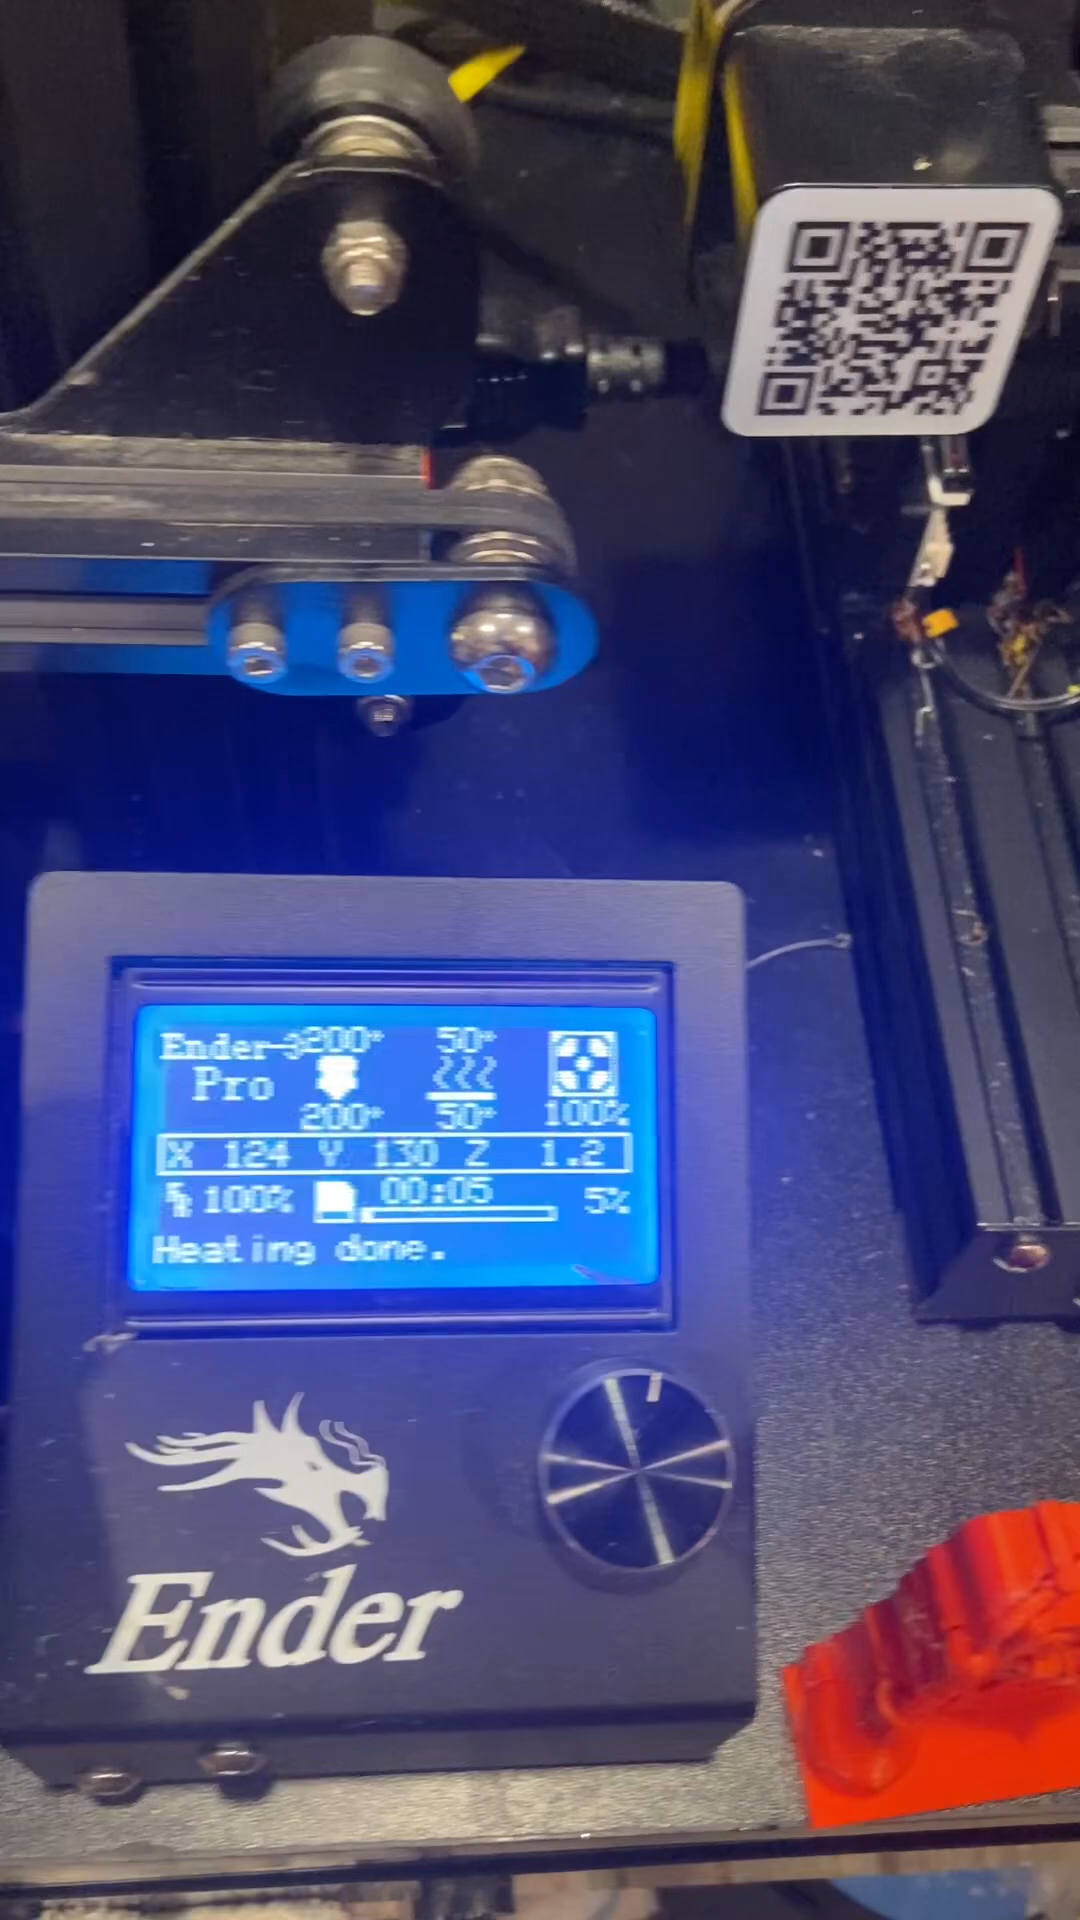 Ender-3 200° 50°
Pro
200° 50° 100%
X 124 Y 130 Z 1.2
100% 00:05 5%
Heating done.
Ender